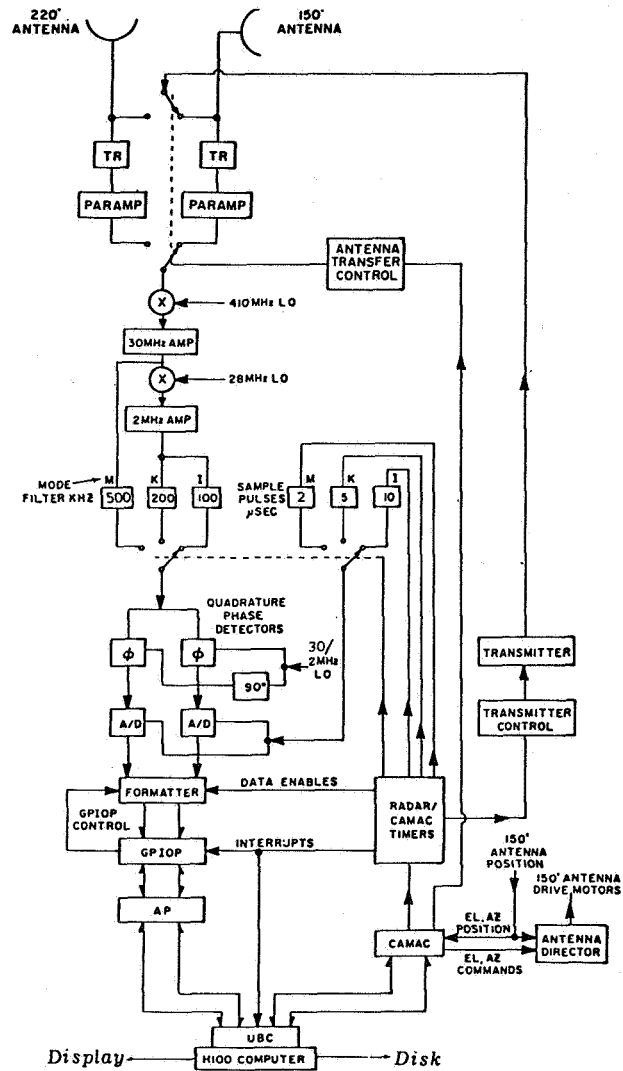 220°
ANTENNA
150°
ANTENNA
TR
TR
PARAMP
PARAMP
ANTENNA
TRANSFER
CONTROL
X
410MHz LO
30MHz AMP
X
28MHz LO
2MHz AMP
MODE
FILTER KHZ
M
K
I
500
200
100
SAMPLE
PULSES
μSEC
M
K
I
2
5
10
QUADRATURE
PHASE
DETECTORS
ϕ
ϕ
30/
2MHz
LO
90°
A/D
A/D
TRANSMITTER
TRANSMITTER
CONTROL
FORMATTER
DATA ENABLES
GPIOP
CONTROL
RADAR/
CAMAC
TIMERS
GPIOP
INTERRUPTS
150°
ANTENNA
POSITION
150° ANTENNA
DRIVE MOTORS
AP
CAMAC
EL, AZ
POSITION
EL, AZ
COMMANDS
ANTENNA
DIRECTOR
UBC
H100 COMPUTER
Display
Disk